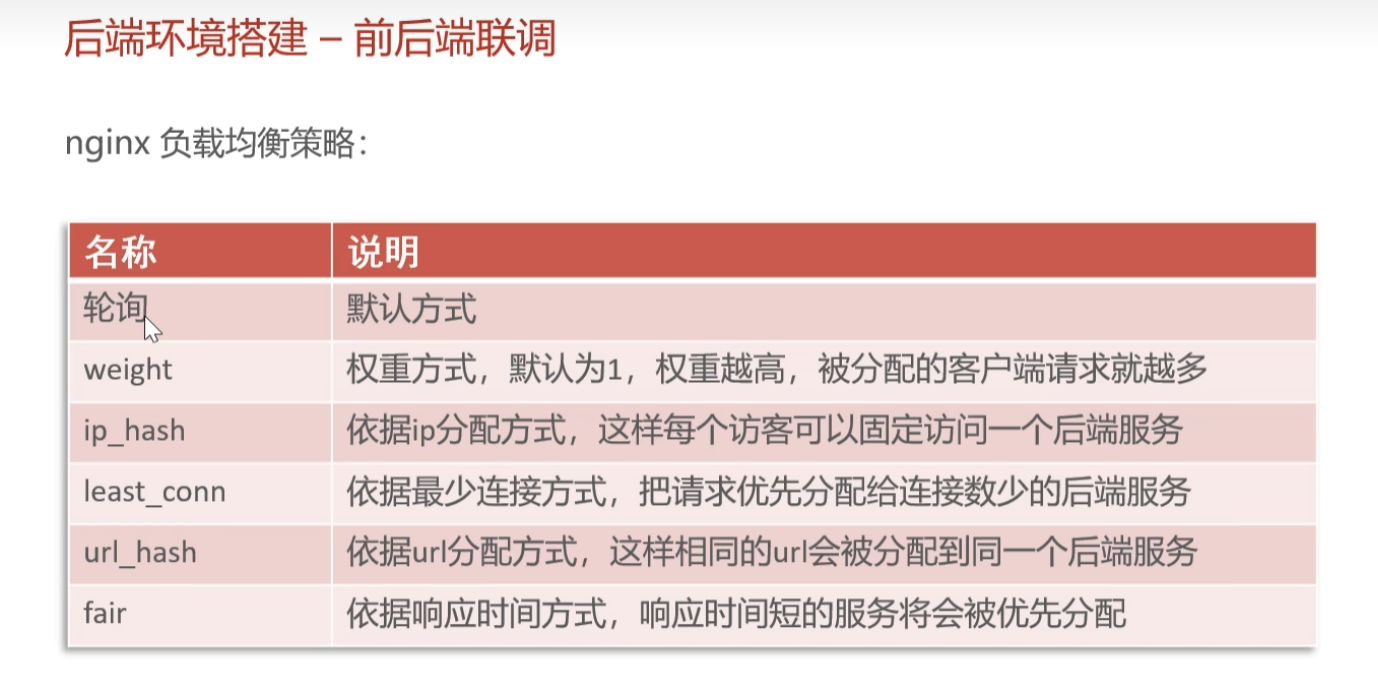 后端环境搭建 – 前后端联调
nginx 负载均衡策略：
名称 说明
轮询 默认方式
weight 权重方式，默认为1，权重越高，被分配的客户端请求就越多
ip_hash 依据ip分配方式，这样每个访客可以固定访问一个后端服务
least_conn 依据最少连接方式，把请求优先分配给连接数少的后端服务
url_hash 依据url分配方式，这样相同的url会被分配到同一个后端服务
fair 依据响应时间方式，响应时间短的服务将会被优先分配